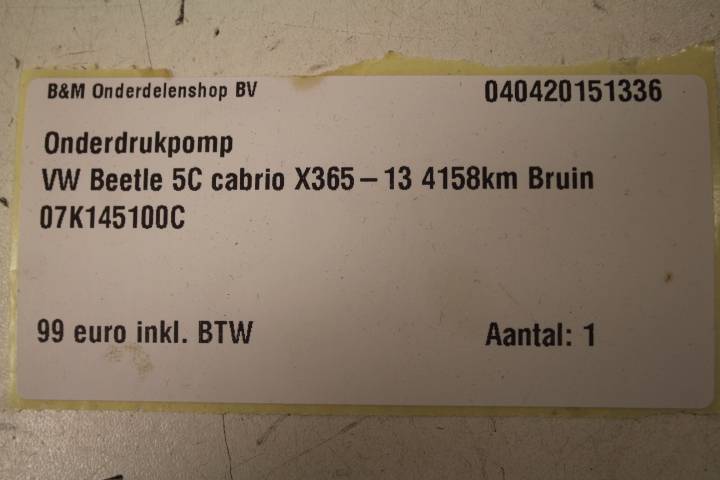 B&M Onderdelenshop BV 040420151336
Onderdrukpomp
VW Beetle 5C cabrio X365-13 4158km Bruin
07K145100C
99 euro inkl. BTW Aantal: 1